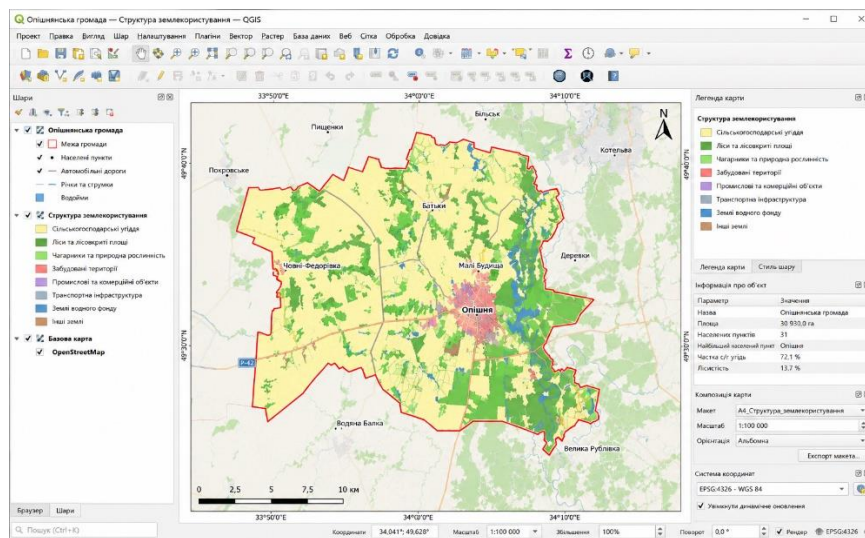 Опішнянська громада — Структура землекористування — QGIS
Проект Правка Вигляд Шар Налаштування Плагіни Вектор Растер База даних Веб Сітка Обробка Довідка
Шари
Опішнянська громада
Межа громади
Населені пункти
Автомобільні дороги
Річки та струмки
Водойми
Структура землекористування
Сільськогосподарські угіддя
Ліси та лісовкриті площі
Чагарники та природна рослинність
Забудовані території
Промислові та комерційні об'єкти
Транспортна інфраструктура
Землі водного фонду
Інші землі
Базова карта
OpenStreetMap
Браузер Шари
Пошук (Ctrl+K)
33°50'0"E 34°0'0"E 34°10'0"E
49°40'0"N 49°40'0"N
49°30'0"N 49°30'0"N
N
Більськ
Пищенки
Котельва
Покровське
Батьки
Деревки
Човні-Федорівка
Малі Будища
Опішня
Р-42
Водяна Балка
Велика Рублівка
0 2,5 5 7,5 10 км
33°50'0"E 34°10'0"E
Легенда карти
Структура землекористування
Сільськогосподарські угіддя
Ліси та лісовкриті площі
Чагарники та природна рослинність
Забудовані території
Промислові та комерційні об'єкти
Транспортна інфраструктура
Землі водного фонду
Інші землі
Легенда карти Стиль шару
Інформація про об'єкт
Параметр Значення
Назва Опішнянська громада
Площа 30 930,0 га
Населених пунктів 31
Найбільший населений пункт Опішня
Частка с/г угідь 72,1 %
Лісистість 13,7 %
Композиція карти
Макет A4_Структура_землекористування
Масштаб 1:100 000
Орієнтація Альбомна
Експорт макета...
Система координат
EPSG:4326 - WGS 84
Увімкнути динамічне оновлення
Координати 34,041°; 49,628° Масштаб 1:100 000 Збільшення 100% Поворот 0,0° Рендер EPSG:4326